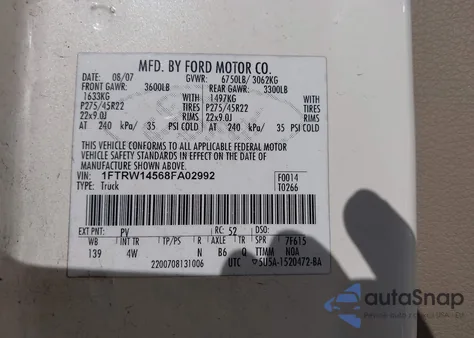 MFD. BY FORD MOTOR CO.
DATE: 08/07 GVWR: 6750LB/ 3062KG
FRONT GAWR: 3600LB REAR GAWR: 3300LB
1633KG WITH 1497KG WITH
P275/45R22 TIRES P275/45R22 TIRES
22x9.0J RIMS 22x9.0J RIMS
AT 240 kPa/ 35 PSI COLD AT 240 kPa/ 35 PSI COLD
THIS VEHICLE CONFORMS TO ALL APPLICABLE FEDERAL MOTOR
VEHICLE SAFETY STANDARDS IN EFFECT ON THE DATE OF
MANUFACTURE SHOWN ABOVE.
VIN: 1FTRW14568FA02992 F0014
TYPE: Truck T0266
EXT PNT: PV RC: 52 DSO:
WB INT TR TP/PS R AXLE TR SPR 7F615
139 4W N B6 Q TTMM NOA
2200708131006 UTC 5U5A-1520472-BA
autoSnap